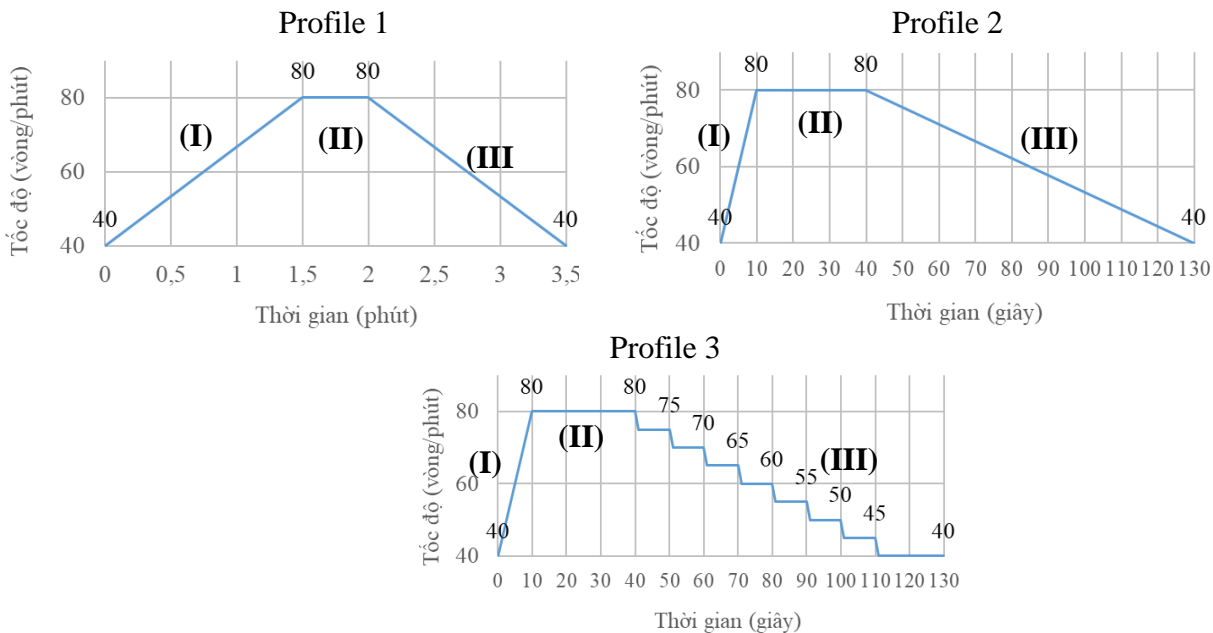 Profile 1
80 80
80
(I)
(II)
(III
60
40
40
40
0 0,5 1 1,5 2 2,5 3 3,5
Tốc độ (vòng/phút)
Thời gian (phút)
Profile 2
80 80
80
(I)
(II)
(III)
60
40
40
40
0 10 20 30 40 50 60 70 80 90 100 110 120 130
Tốc độ (vòng/phút)
Thời gian (giây)
Profile 3
80 80
80
75
70
65
60
55
50
45
40
(I)
(II)
(III)
60
40
40
0 10 20 30 40 50 60 70 80 90 100 110 120 130
Tốc độ (vòng/phút)
Thời gian (giây)